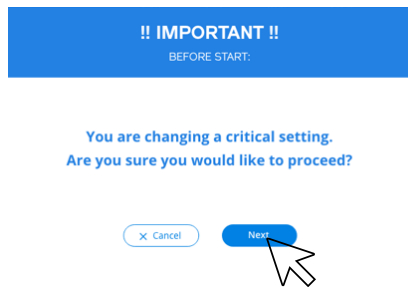 !! IMPORTANT !!
BEFORE START:
You are changing a critical setting.
Are you sure you would like to proceed?
× Cancel
Next